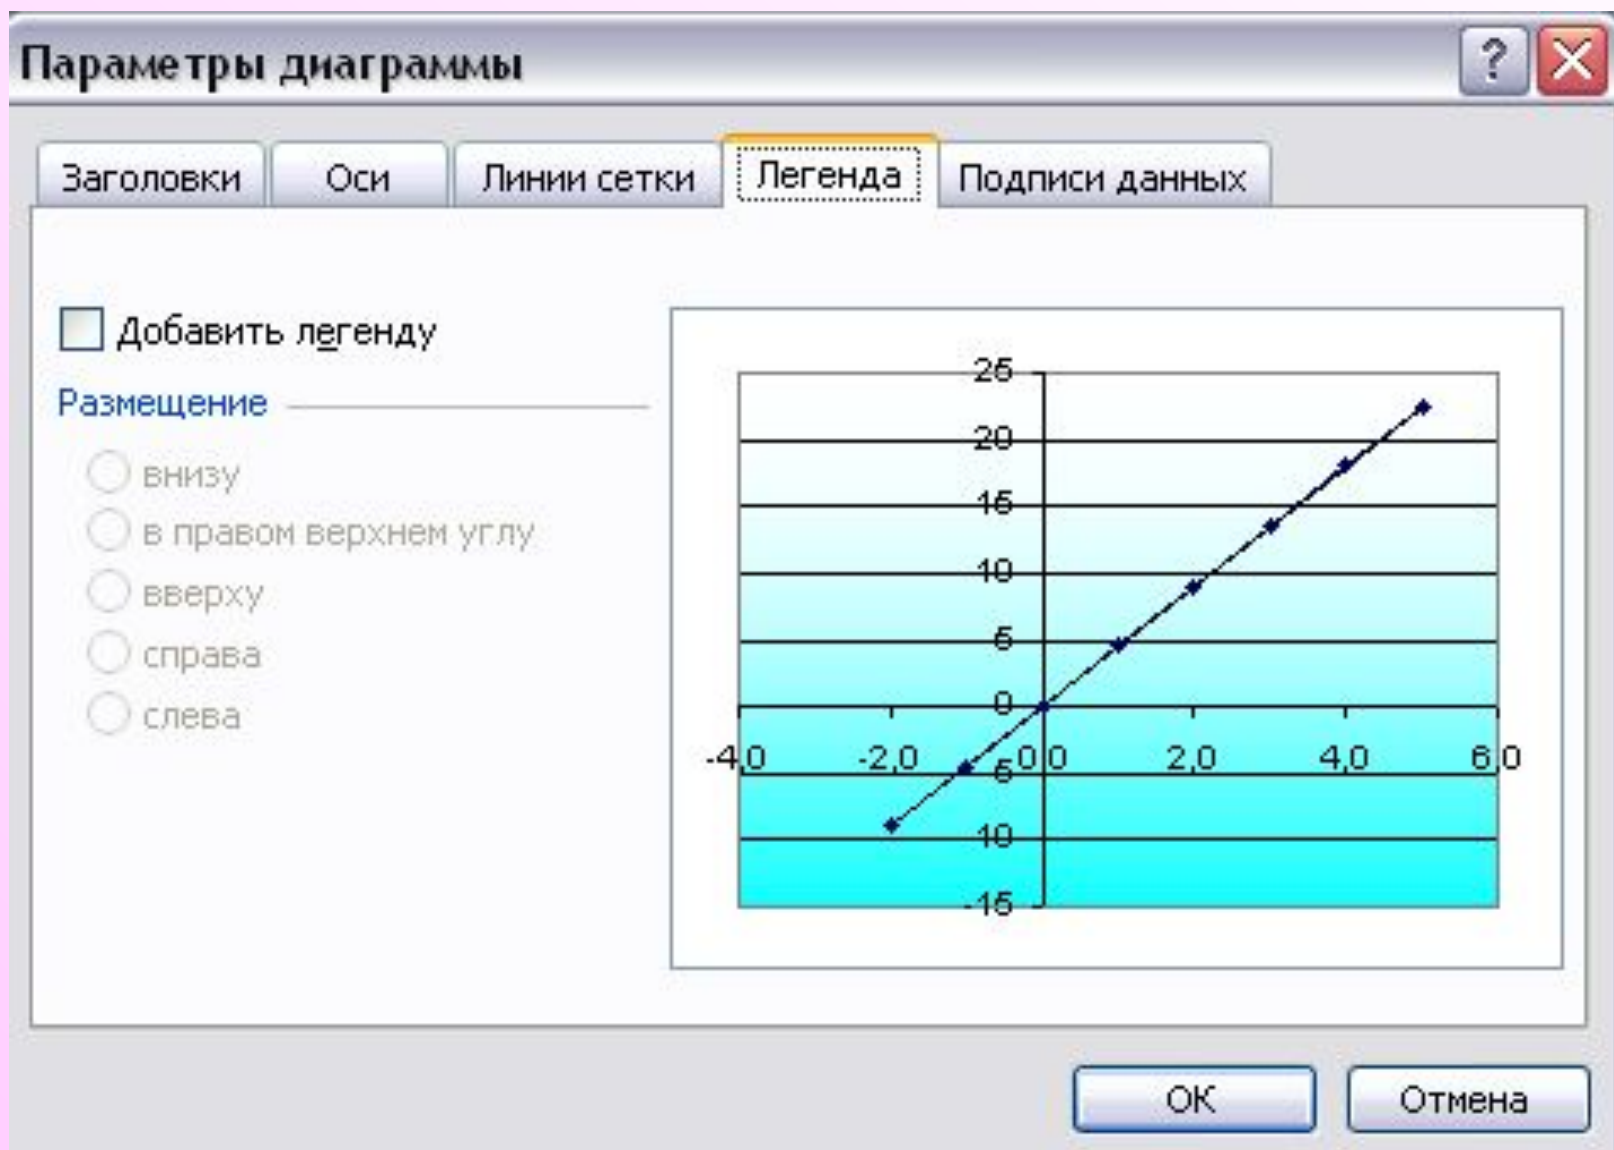 Параметры диаграммы
?
Заголовки Оси Линии сетки Легенда Подписи данных
Добавить легенду
Размещение
внизу
в правом верхнем углу
вверху
справа
слева
25
20
15
10
5
0
-4,0 -2,0 0,0 2,0 4,0 6,0
-5
-10
-15
ОК Отмена